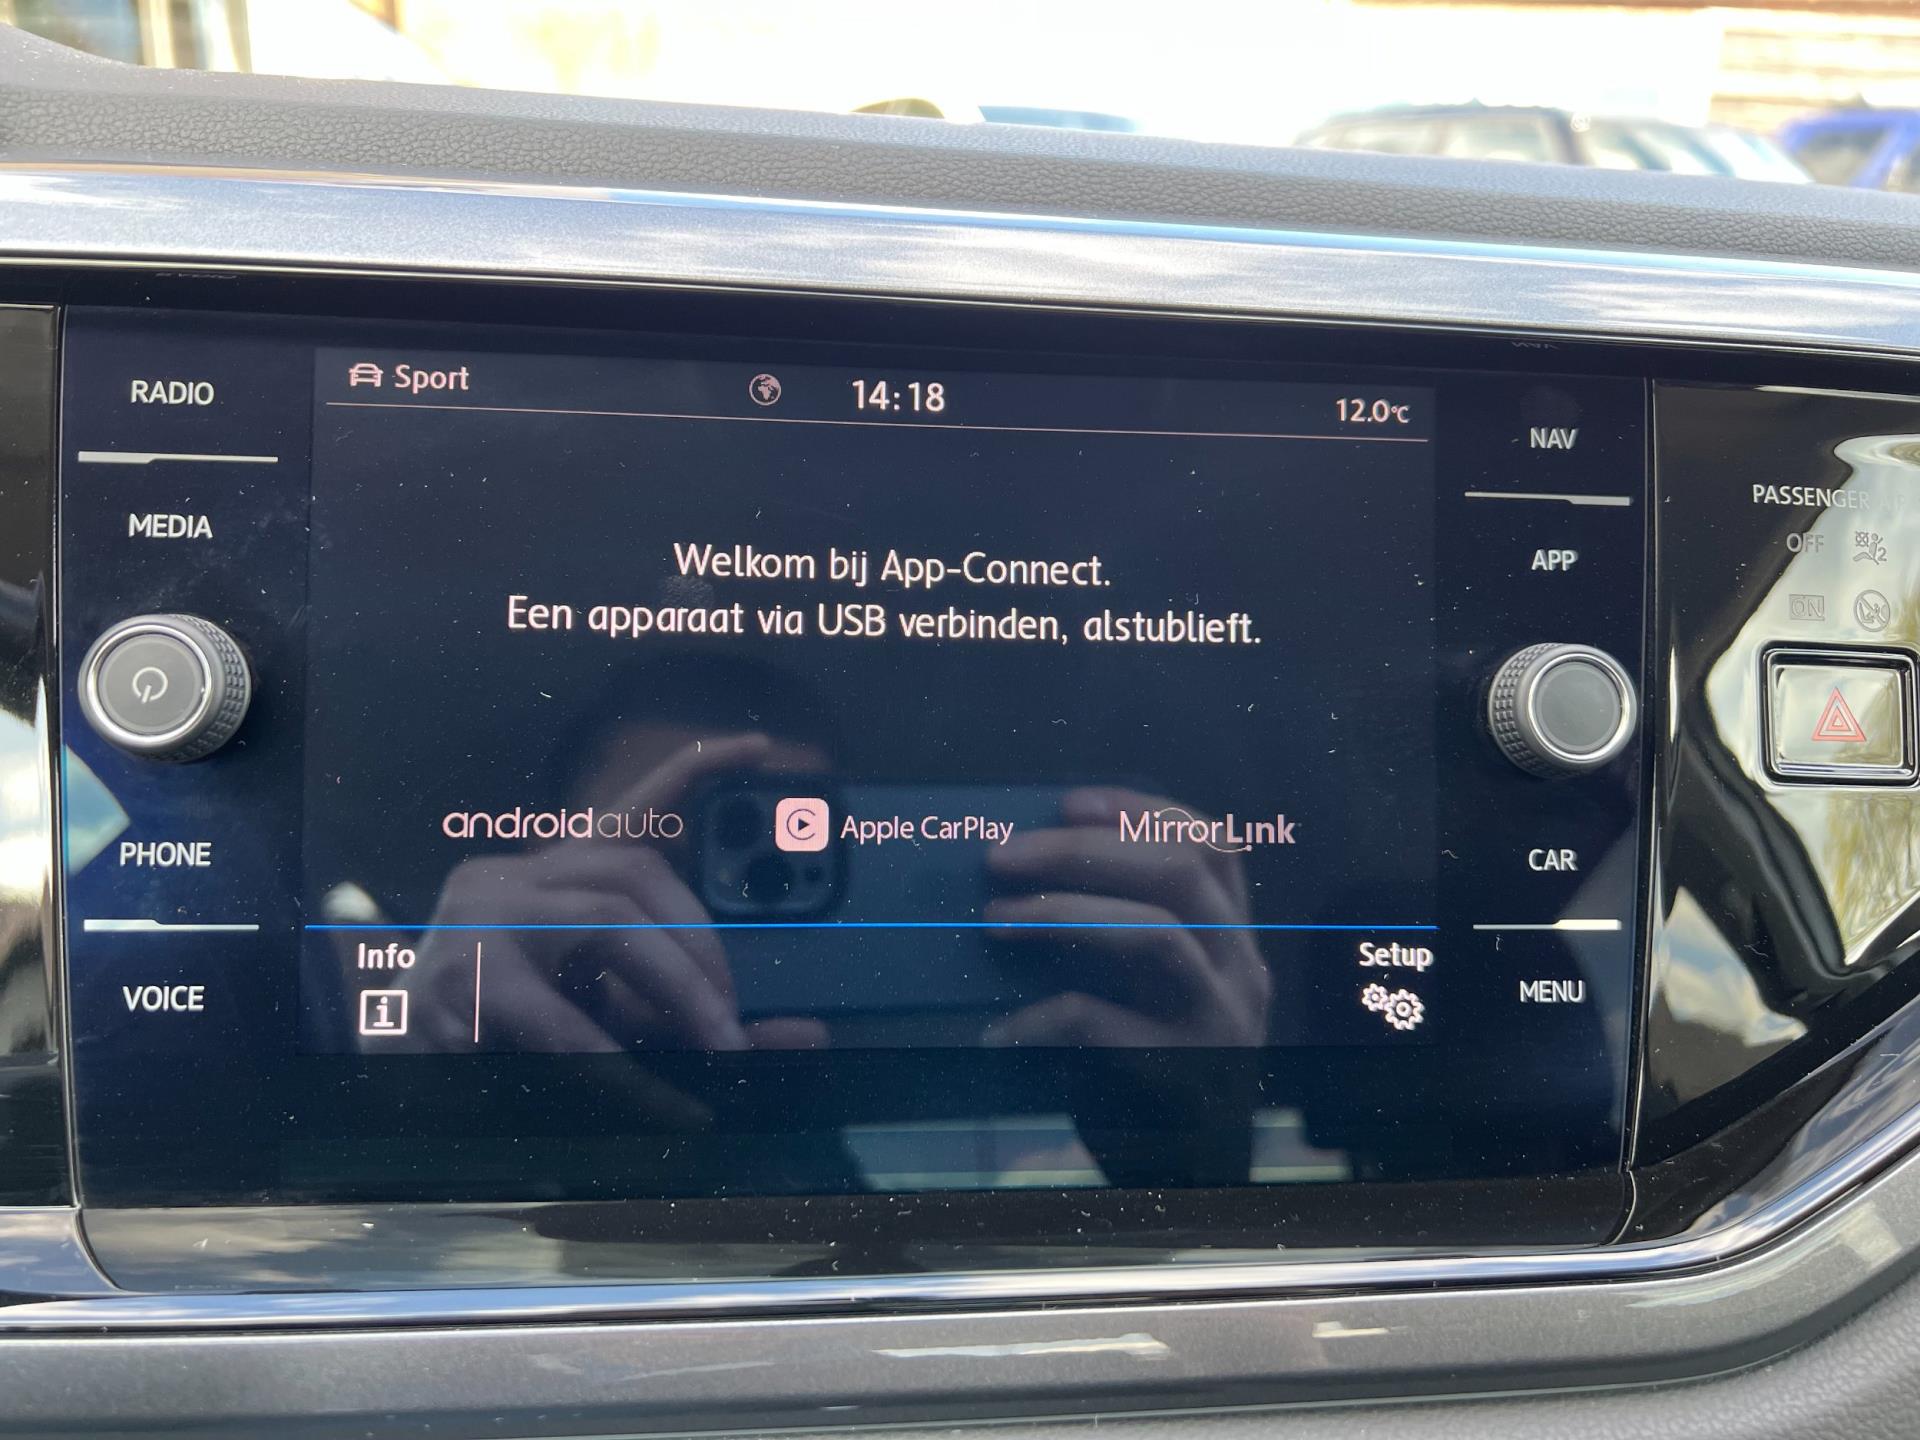 RADIO
MEDIA
PHONE
VOICE
Sport
14:18
12.0°C
Welkom bij App-Connect.
Een apparaat via USB verbinden, alstublieft.
androidauto
Apple CarPlay
MirrorLink
Info
Setup
NAV
APP
CAR
MENU
PASSENGER
OFF
ON